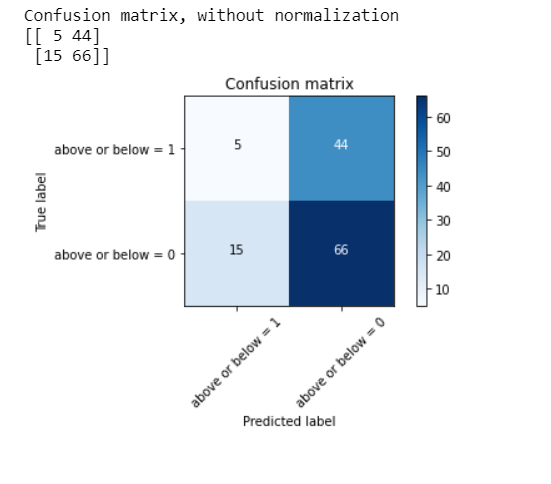 Confusion matrix, without normalization
[[ 5 44]
 [15 66]]
Confusion matrix
True label
above or below = 1
5
44
above or below = 0
15
66
above or below = 1
above or below = 0
Predicted label
60
50
40
30
20
10